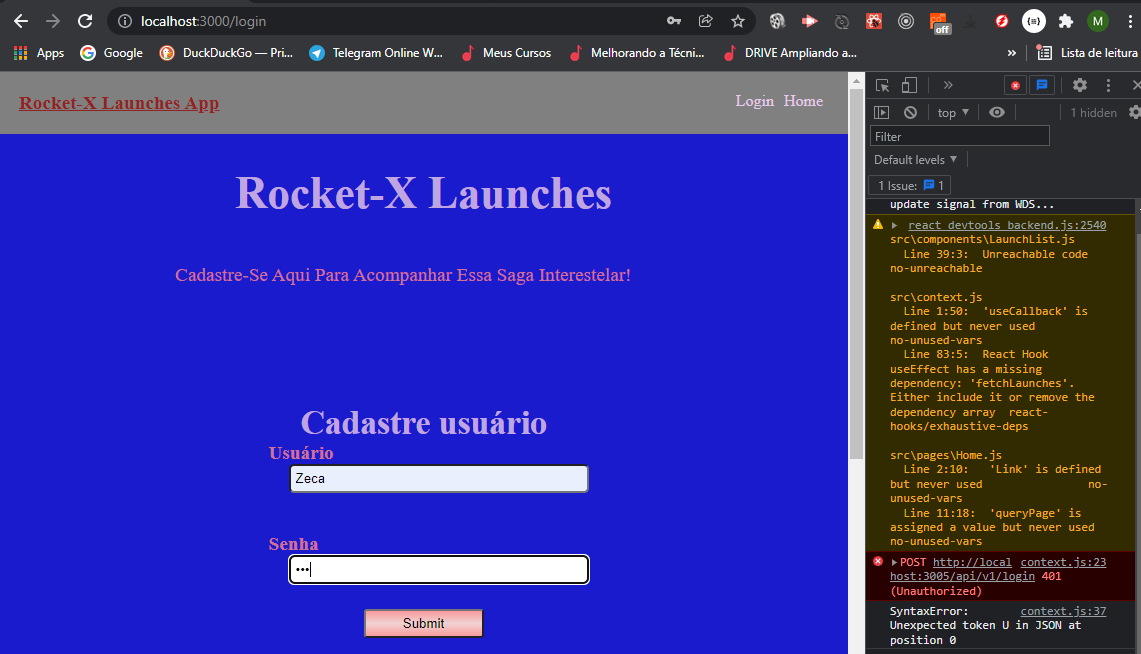 localhost:3000/login
M
off
Apps Google DuckDuckGo — Pri... Telegram Online W... Meus Cursos Melhorando a Técni... DRIVE Ampliando a... » Lista de leitura
Rocket-X Launches App
Login Home
Rocket-X Launches
Cadastre-Se Aqui Para Acompanhar Essa Saga Interestelar!
Cadastre usuário
Usuário
Zeca
Senha
•••
Submit
»
top ▼ 1 hidden
Filter
Default levels ▼
1 Issue: 1
update signal from WDS...
react devtools backend.js:2540
src\components\LaunchList.js
Line 39:3: Unreachable code
no-unreachable
src\context.js
Line 1:50: 'useCallback' is
defined but never used
no-unused-vars
Line 83:5: React Hook
useEffect has a missing
dependency: 'fetchLaunches'.
Either include it or remove the
dependency array react-
hooks/exhaustive-deps
src\pages\Home.js
Line 2:10: 'Link' is defined
but never used no-
unused-vars
Line 11:18: 'queryPage' is
assigned a value but never used
no-unused-vars
POST http://local context.js:23
host:3005/api/v1/login 401
(Unauthorized)
SyntaxError: context.js:37
Unexpected token U in JSON at
position 0